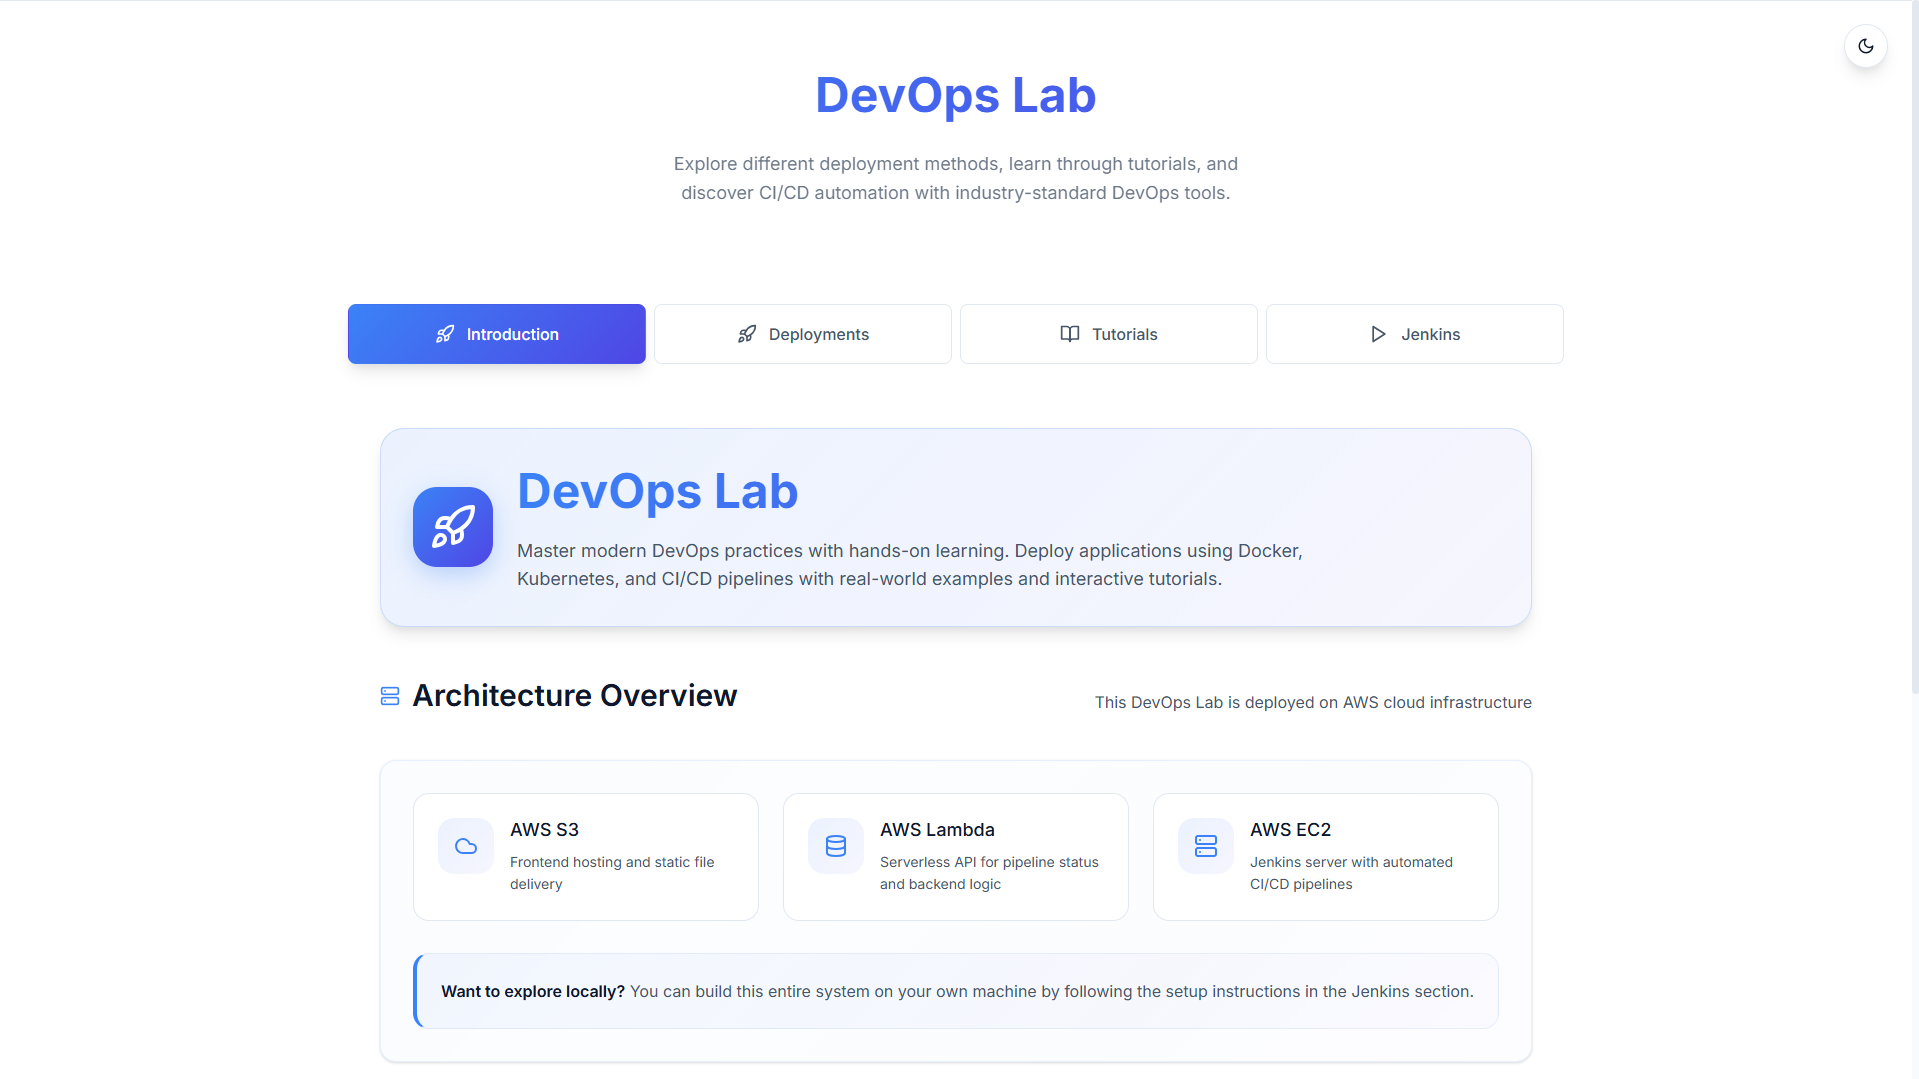 DevOps Lab
Explore different deployment methods, learn through tutorials, and
discover CI/CD automation with industry-standard DevOps tools.
Introduction
Deployments
Tutorials
Jenkins
DevOps Lab
Master modern DevOps practices with hands-on learning. Deploy applications using Docker,
Kubernetes, and CI/CD pipelines with real-world examples and interactive tutorials.
Architecture Overview
This DevOps Lab is deployed on AWS cloud infrastructure
AWS S3
Frontend hosting and static file
delivery
AWS Lambda
Serverless API for pipeline status
and backend logic
AWS EC2
Jenkins server with automated
CI/CD pipelines
Want to explore locally? You can build this entire system on your own machine by following the setup instructions in the Jenkins section.